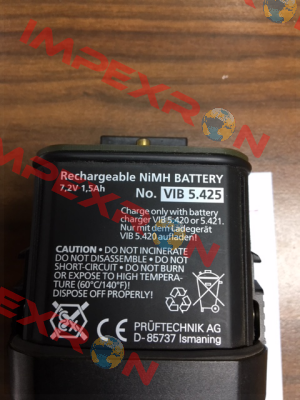 IMPEXRON
IMPEXRON
Rechargeable NiMH BATTERY
7,2V 1,5Ah
No. VIB 5.425
Charge only with battery
charger VIB 5.420 or 5.421.
Nur mit dem Ladegerät
VIB 5.420 aufladen!
CAUTION • DO NOT INCINERATE
DO NOT DISASSEMBLE • DO NOT
SHORT-CIRCUIT • DO NOT BURN
OR EXPOSE TO HIGH TEMPERA-
TURE (60°C/140°F)!
DISPOSE OFF PROPERLY!
CE
PRÜFTECHNIK AG
D- 85737 Ismaning
IMPEXRON